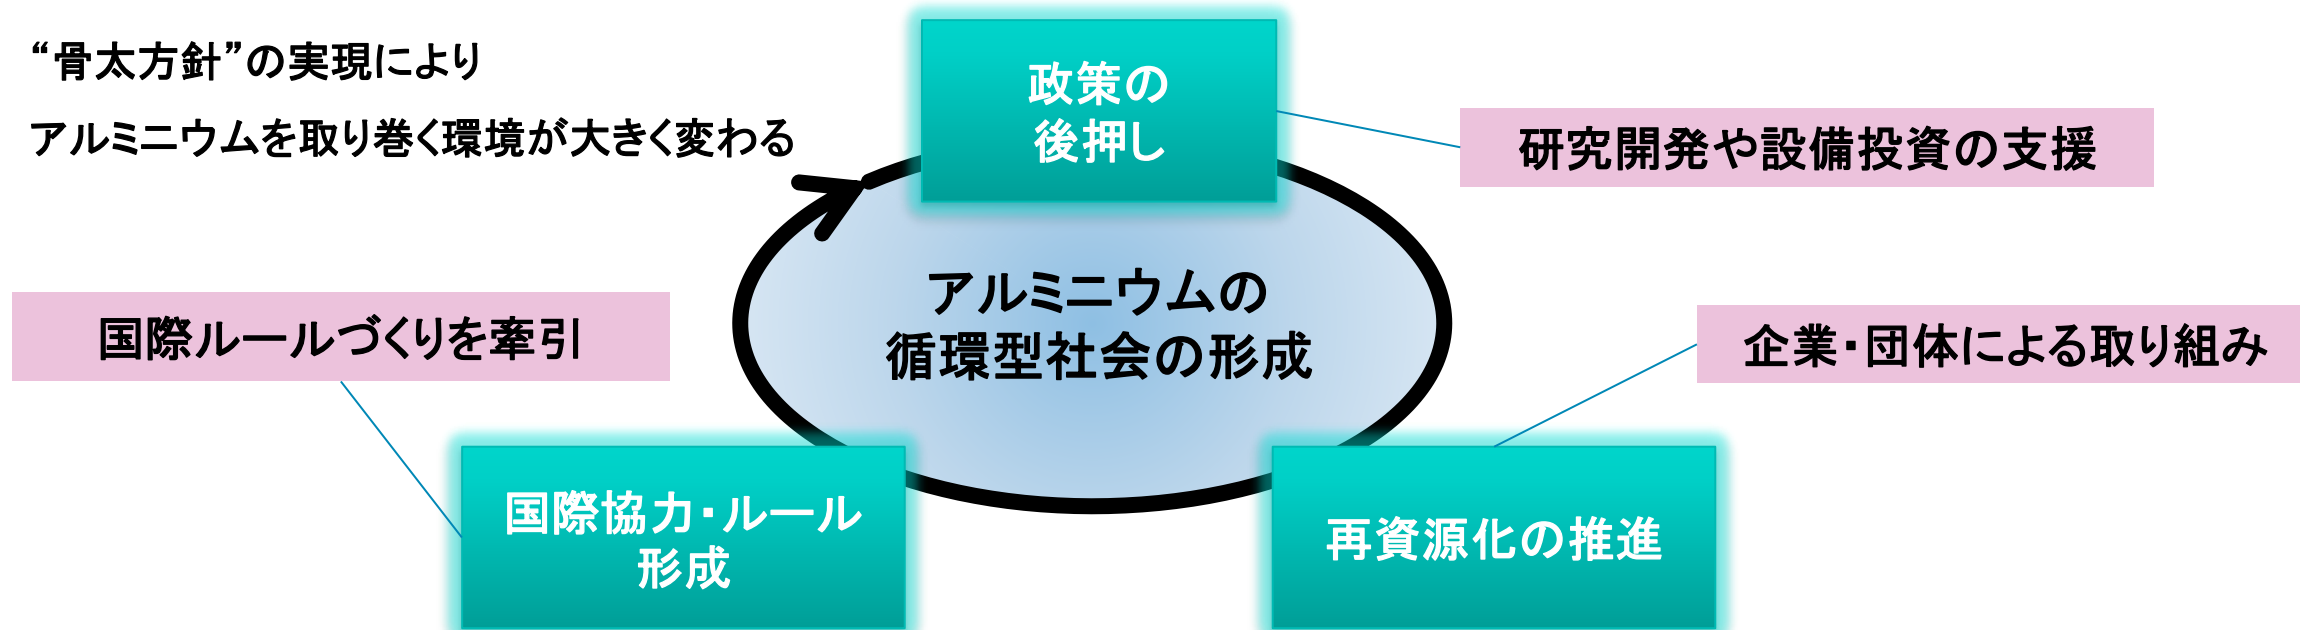 “骨太方針”の実現により
アルミニウムを取り巻く環境が大きく変わる
政策の
後押し
研究開発や設備投資の支援
アルミニウムの
循環型社会の形成
国際ルールづくりを牽引
企業・団体による取り組み
国際協力・ルール
形成
再資源化の推進